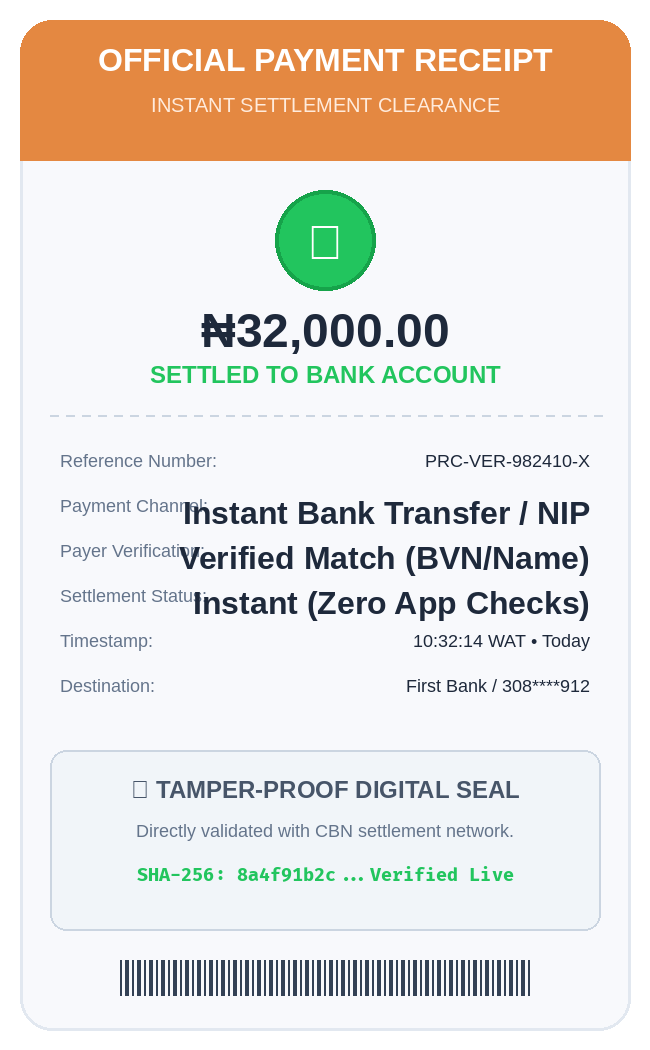 OFFICIAL PAYMENT RECEIPT
INSTANT SETTLEMENT CLEARANCE
₦32,000.00
SETTLED TO BANK ACCOUNT
Reference Number: PRC-VER-982410-X
Payment Channel: Instant Bank Transfer / NIP
Payer Verification: Verified Match (BVN/Name)
Settlement Status: Instant (Zero App Checks)
Timestamp: 10:32:14 WAT • Today
Destination: First Bank / 308****912
TAMPER-PROOF DIGITAL SEAL
Directly validated with CBN settlement network.
SHA-256: 8a4f91b2c...Verified Live